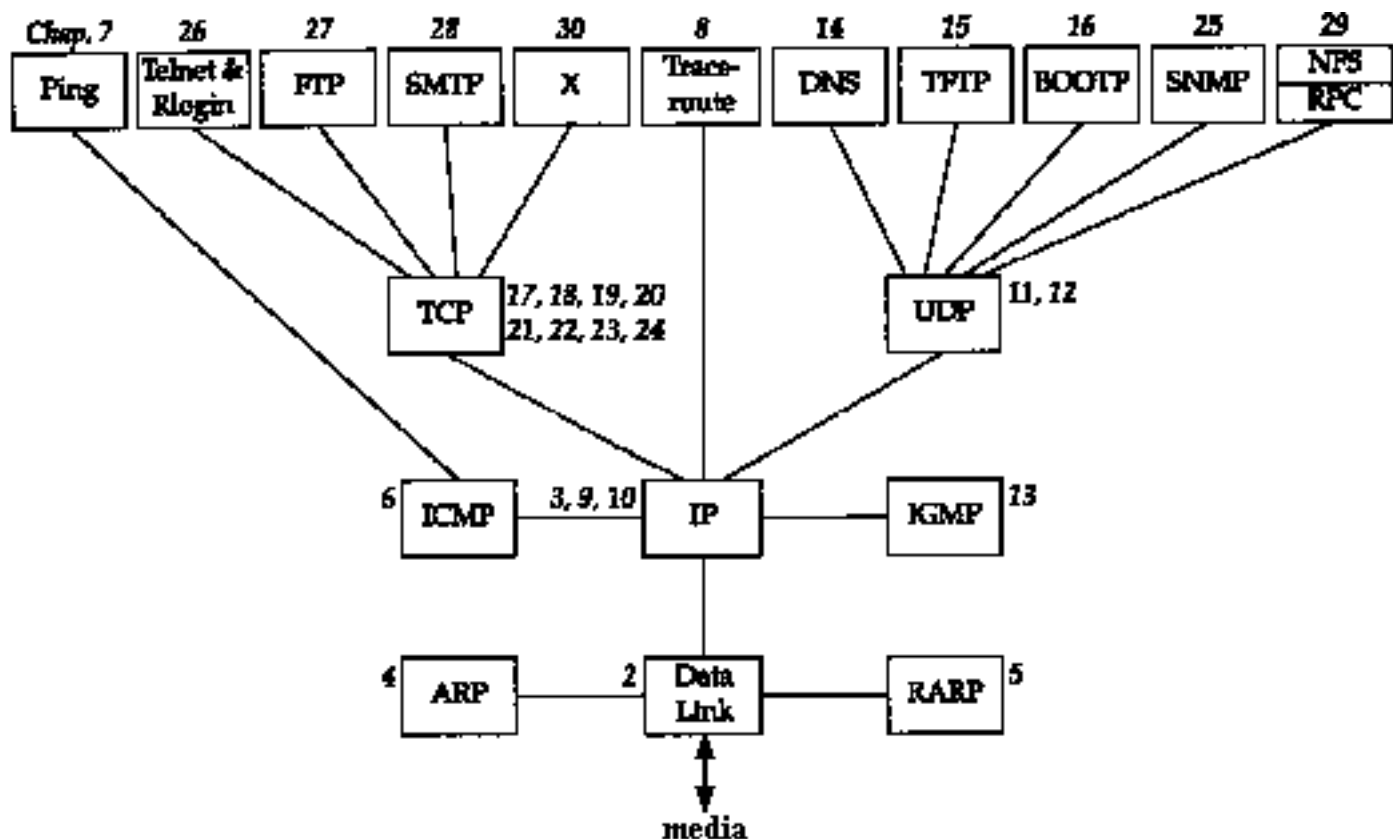 Chap. 7 26 27 28 30 8 14 15 16 25 29
Ping
Telnet &
Rlogin
FTP
SMTP
X
Trace-
route
DNS
TFTP
BOOTP
SNMP
NFS
RPC
TCP
17, 18, 19, 20
21, 22, 23, 24
UDP
11, 12
6
ICMP
3, 9, 10
IP
IGMP
13
4
ARP
2
Data
Link
RARP
5
media